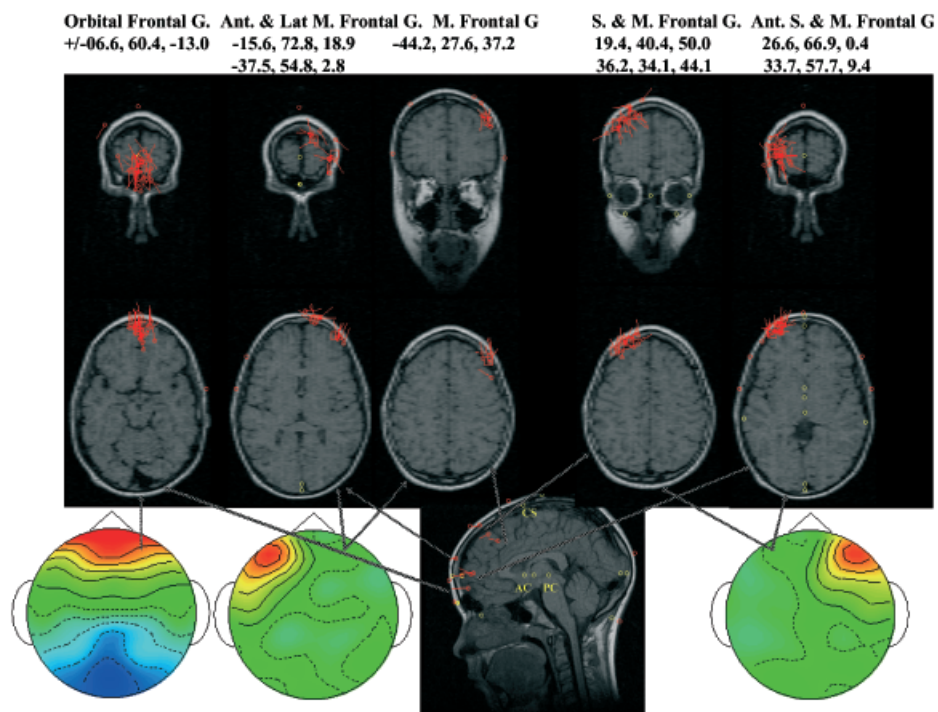 Orbital Frontal G. Ant. & Lat M. Frontal G. M. Frontal G S. & M. Frontal G. Ant. S. & M. Frontal G
+/-06.6, 60.4, -13.0 -15.6, 72.8, 18.9 -44.2, 27.6, 37.2 19.4, 40.4, 50.0 26.6, 66.9, 0.4
-37.5, 54.8, 2.8 36.2, 34.1, 44.1 33.7, 57.7, 9.4
CS
AC PC